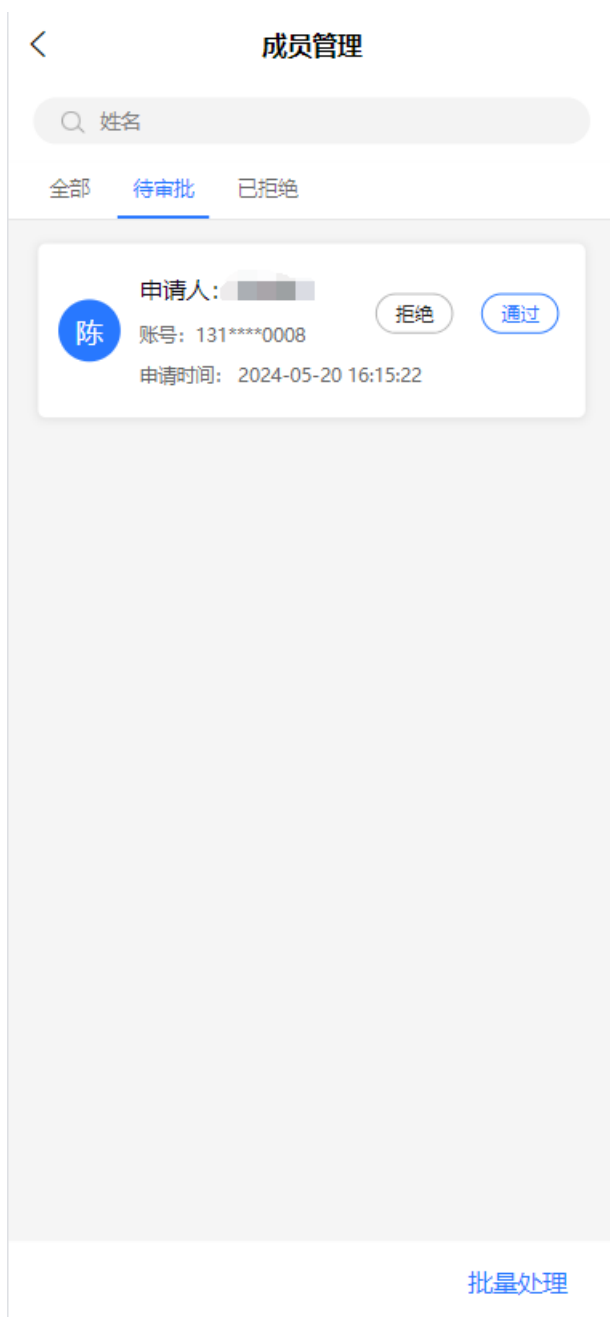 成员管理
姓名
全部 待审批 已拒绝
申请人：
陈 账号：131****0008 拒绝 通过
申请时间： 2024-05-20 16:15:22
批量处理